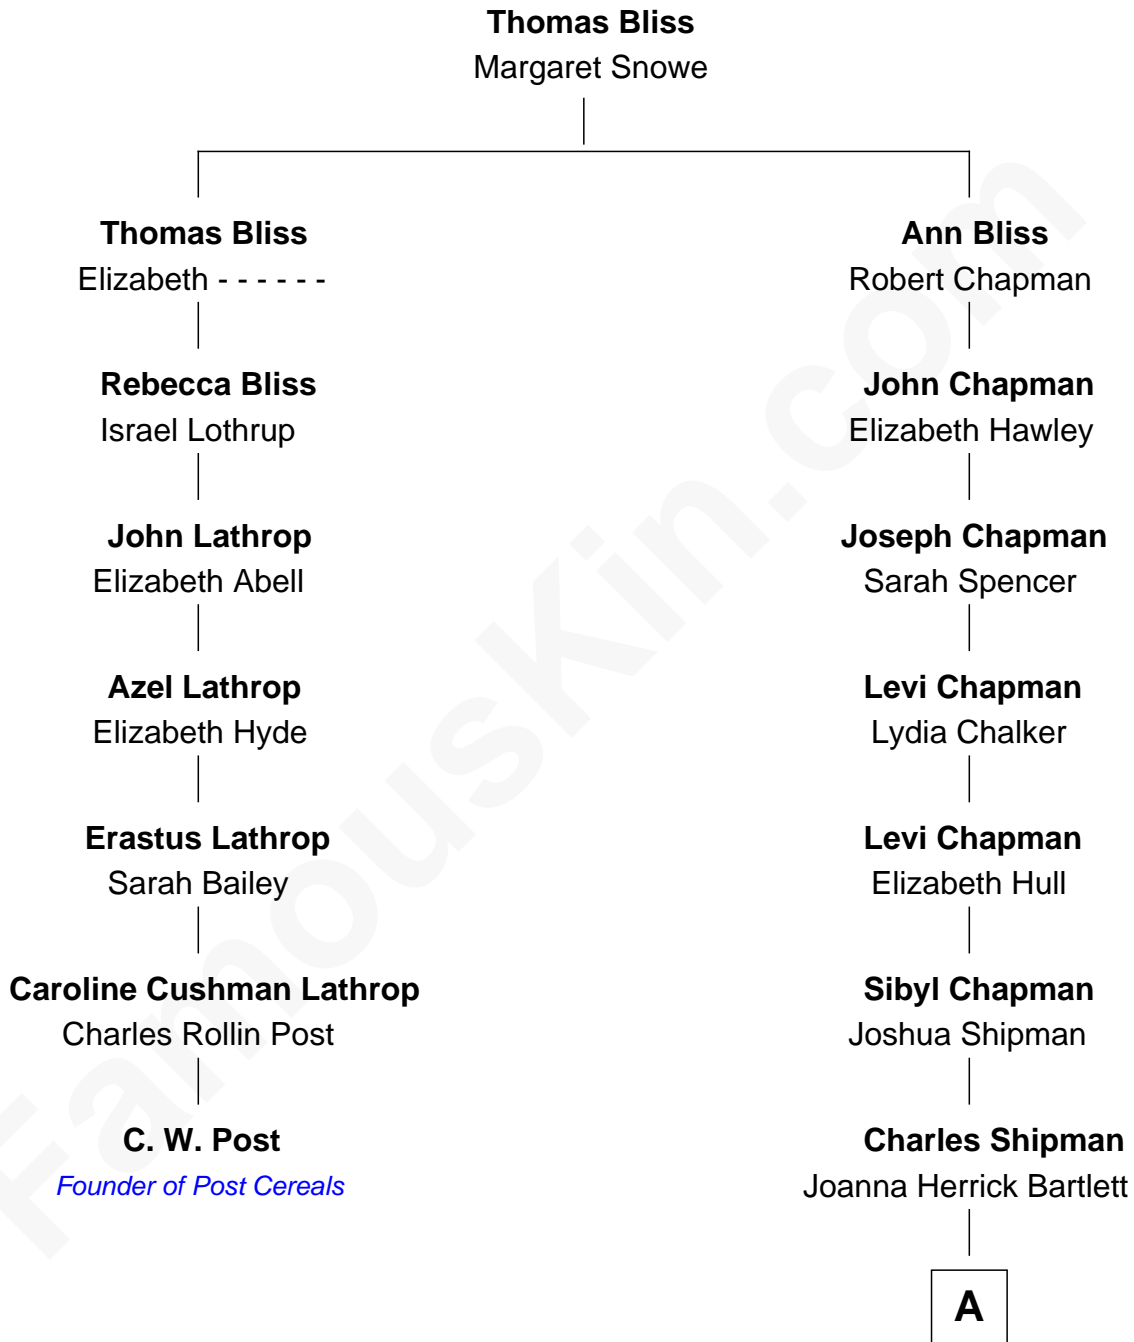 Thomas Bliss
Margaret Snowe
Thomas Bliss
Elizabeth - - - - - -
Rebecca Bliss
Israel Lothrup
John Lathrop
Elizabeth Abell
Azel Lathrop
Elizabeth Hyde
Erastus Lathrop
Sarah Bailey
Caroline Cushman Lathrop
Charles Rollin Post
C. W. Post
Founder of Post Cereals
Ann Bliss
Robert Chapman
John Chapman
Elizabeth Hawley
Joseph Chapman
Sarah Spencer
Levi Chapman
Lydia Chalker
Levi Chapman
Elizabeth Hull
Sibyl Chapman
Joshua Shipman
Charles Shipman
Joanna Herrick Bartlett
A
FamousKin.com